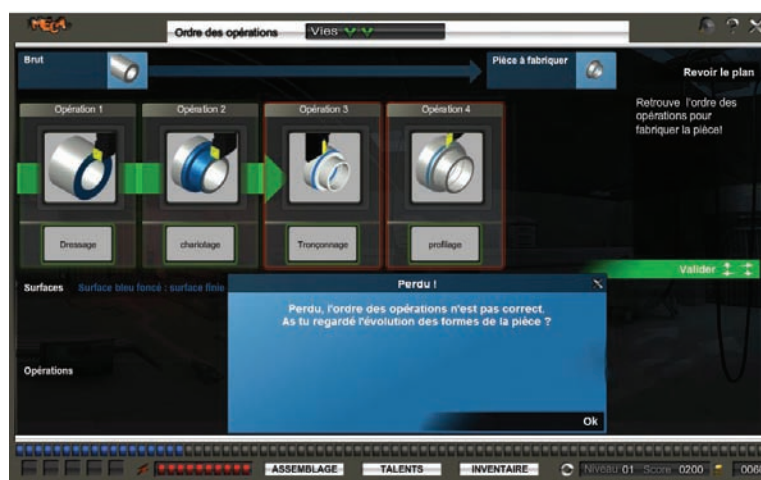 MECA
Ordre des opérations
Vies
Brut
Pièce à fabriquer
Revoir le plan
Retrouve l'ordre des
opérations pour
fabriquer la pièce!
Opération 1
Opération 2
Opération 3
Opération 4
Dressage
chariotage
Tronçonnage
profilage
Valider
Surfaces
Surface bleu foncé : surface finie
Perdu !
Perdu, l'ordre des opérations n'est pas correct.
As tu regardé l'évolution des formes de la pièce ?
Opérations
Ok
ASSEMBLAGE
TALENTS
INVENTAIRE
Niveau 01
Score 0200